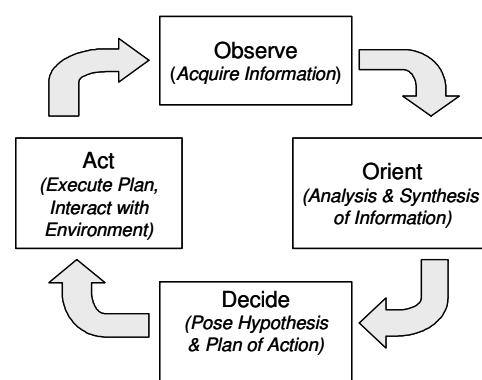 Observe
(Acquire Information)
Orient
(Analysis & Synthesis
of Information)
Decide
(Pose Hypothesis
& Plan of Action)
Act
(Execute Plan,
Interact with
Environment)